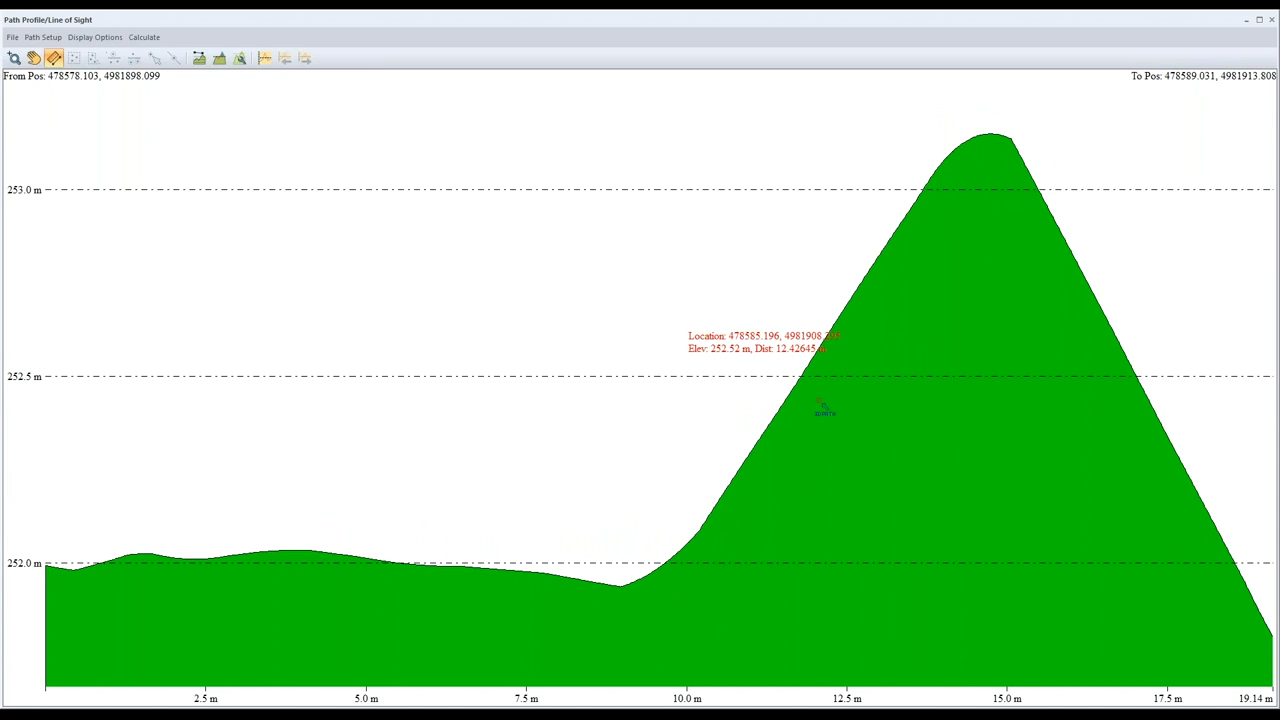 Path Profile/Line of Sight
File Path Setup Display Options Calculate
From Pos: 478578.103, 4981898.099
To Pos: 478589.031, 4981913.808
253.0 m
Location: 478585.196, 4981908.
Elev: 252.52 m, Dist: 12.42645 m
252.5 m
252.0 m
2.5 m 5.0 m 7.5 m 10.0 m 12.5 m 15.0 m 17.5 m 19.14 m